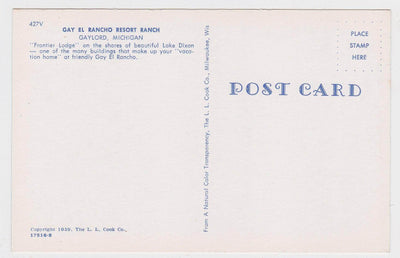 427V
GAY EL RANCHO RESORT RANCH
GAYLORD, MICHIGAN
"Frontier Lodge" on the shores of beautiful Lake Dixon
— one of the many buildings that make up your "vaca-
tion home" at friendly Gay El Rancho.
Copyright 1949, The L. L. Cook Co.,
17518-B
From A Natural Color Transparency, The L. L. Cook Co., Milwaukee, Wis
POST CARD
PLACE
STAMP
HERE